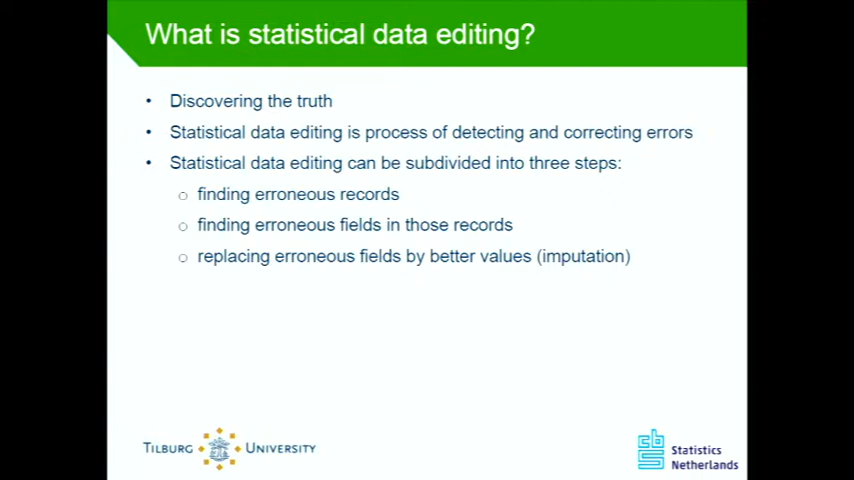 What is statistical data editing?
• Discovering the truth
• Statistical data editing is process of detecting and correcting errors
• Statistical data editing can be subdivided into three steps:
○ finding erroneous records
○ finding erroneous fields in those records
○ replacing erroneous fields by better values (imputation)
TILBURG UNIVERSITY
cbs Statistics
Netherlands